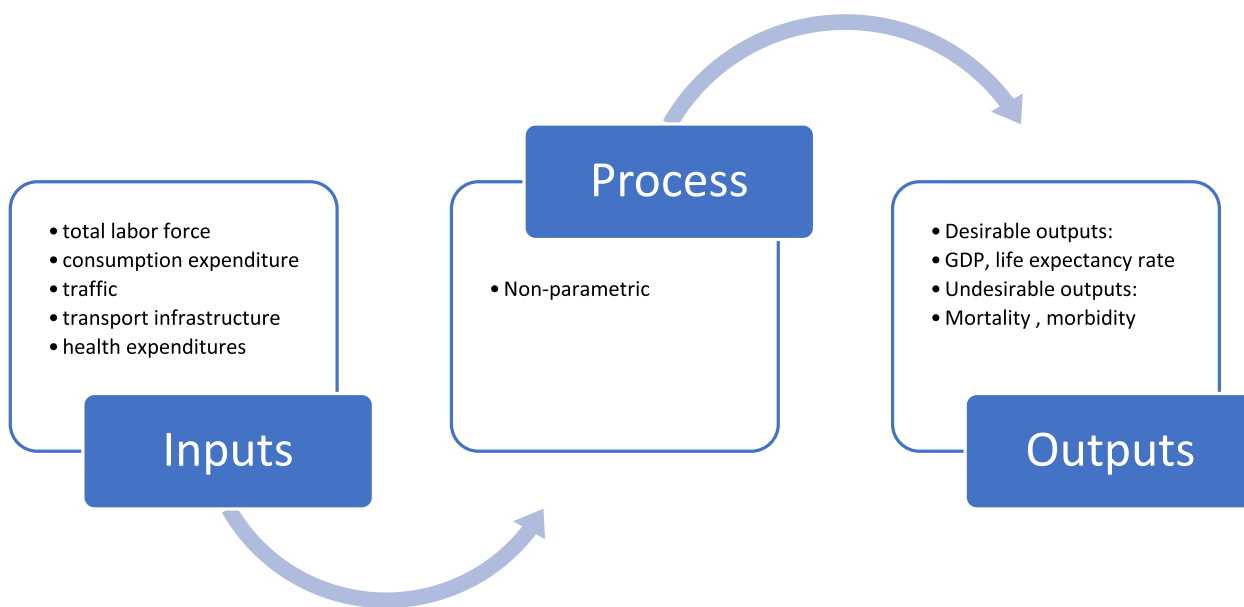 • total labor force
• consumption expenditure
• traffic
• transport infrastructure
• health expenditures
Inputs
Process
• Non-parametric
• Desirable outputs:
• GDP, life expectancy rate
• Undesirable outputs:
• Mortality , morbidity
Outputs